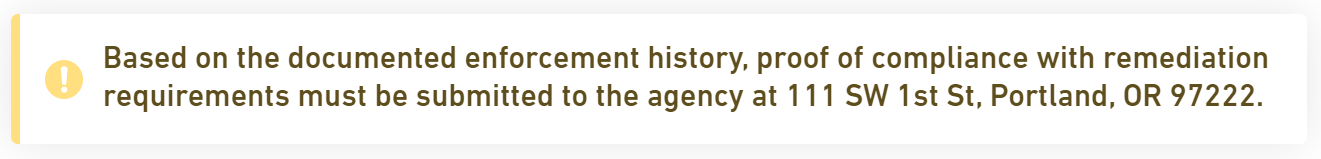 Based on the documented enforcement history, proof of compliance with remediation
requirements must be submitted to the agency at 111 SW 1st St, Portland, OR 97222.